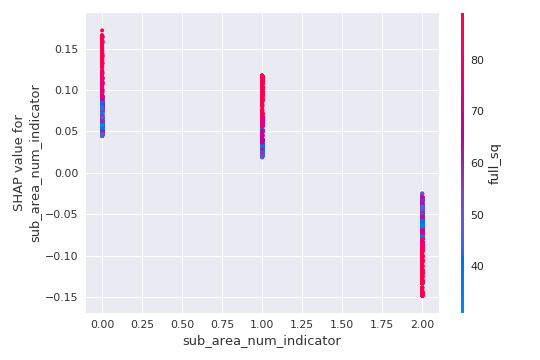 0.15
0.10
0.05
0.00
−0.05
−0.10
−0.15
SHAP value for
sub_area_num_indicator
0.00 0.25 0.50 0.75 1.00 1.25 1.50 1.75 2.00
sub_area_num_indicator
80
70
60
50
40
full_sq